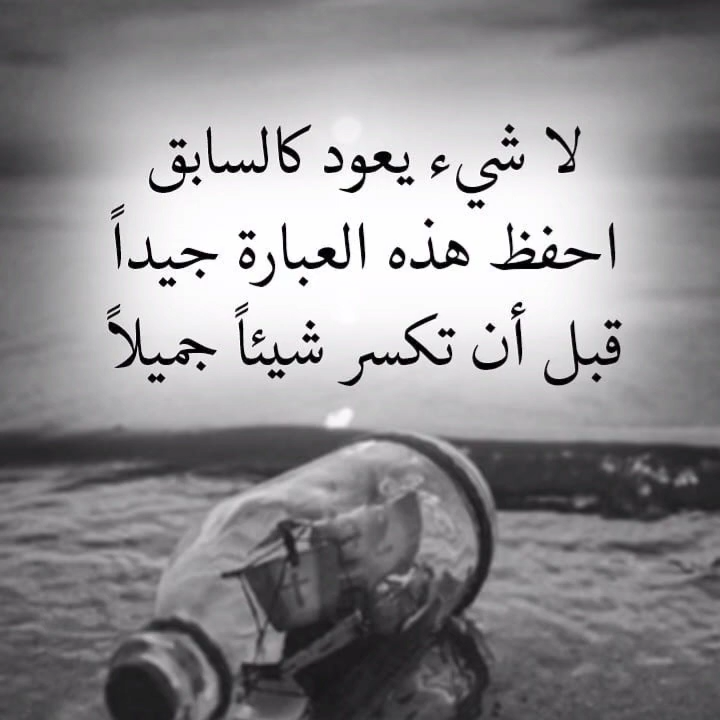 لا شيء يعود كالسابق
احفظ هذه العبارة جيداً
قبل أن تكسر شيئاً جميلاً